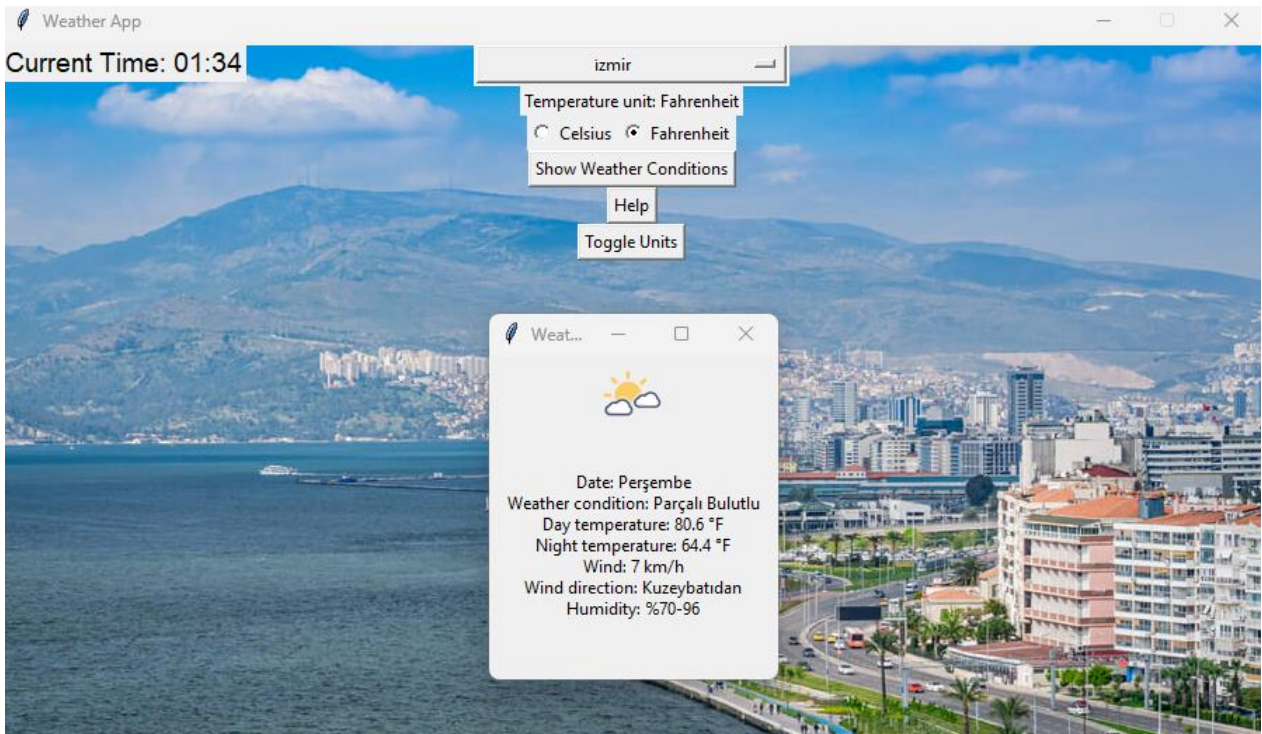 Weather App
Current Time: 01:34
izmir
Temperature unit: Fahrenheit
Celsius Fahrenheit
Show Weather Conditions
Help
Toggle Units
Weat...
Date: Perşembe
Weather condition: Parçalı Bulutlu
Day temperature: 80.6 °F
Night temperature: 64.4 °F
Wind: 7 km/h
Wind direction: Kuzeybatıdan
Humidity: %70-96